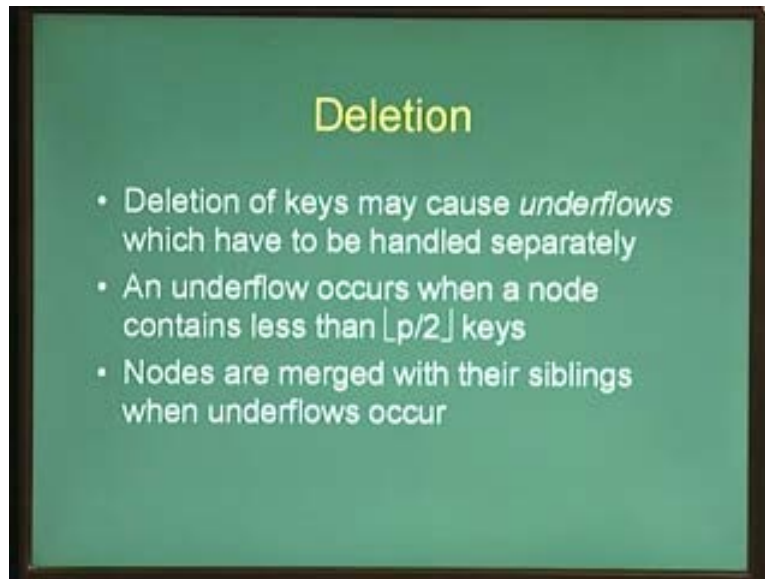 Deletion
• Deletion of keys may cause underflows
which have to be handled separately
• An underflow occurs when a node
contains less than ⌊p/2⌋ keys
• Nodes are merged with their siblings
when underflows occur